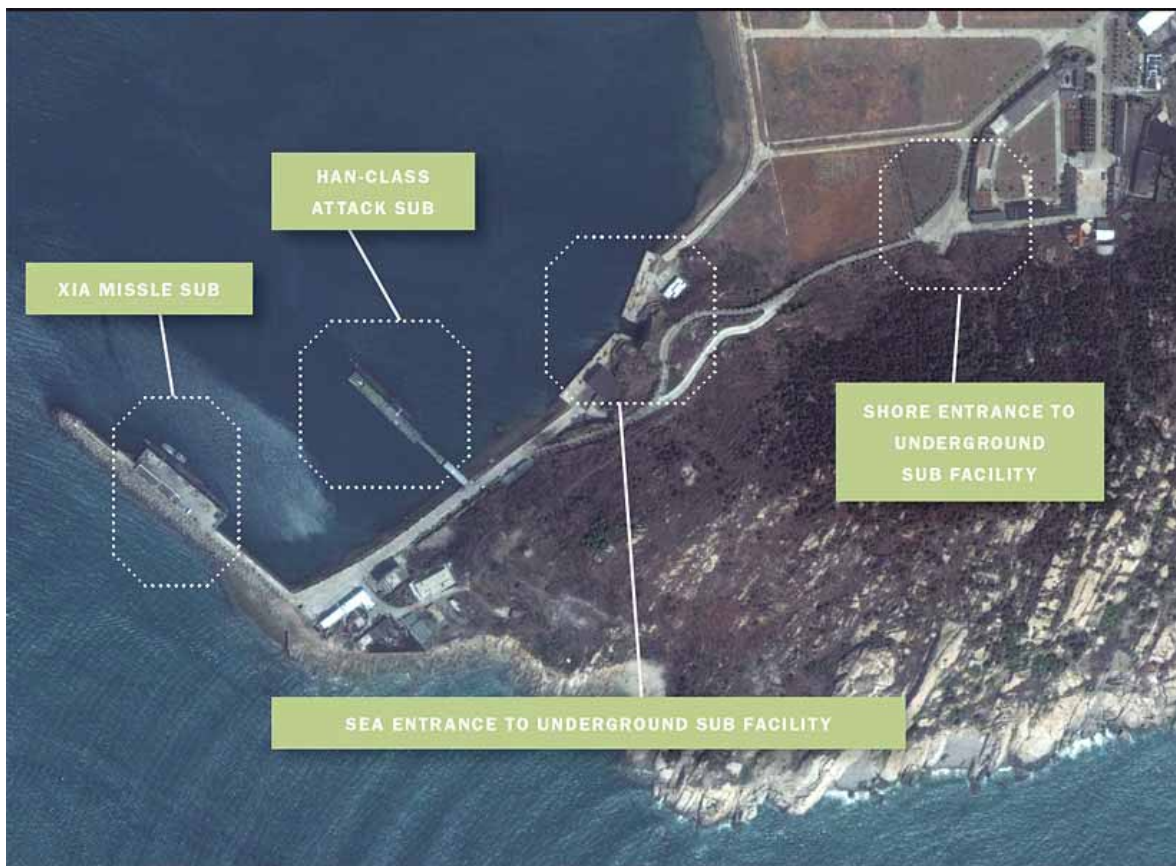 HAN-CLASS
ATTACK SUB
XIA MISSLE SUB
SHORE ENTRANCE TO
UNDERGROUND
SUB FACILITY
SEA ENTRANCE TO UNDERGROUND SUB FACILITY